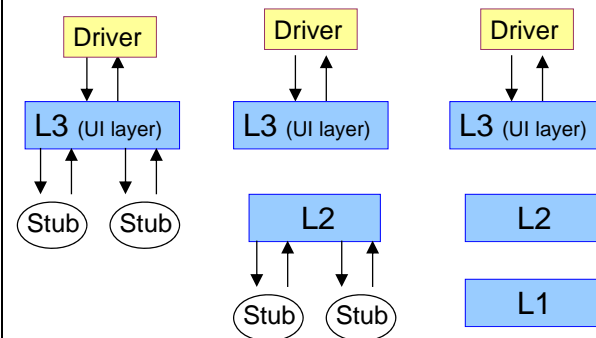 Driver
Driver
Driver
L3 (UI layer)
L3 (UI layer)
L3 (UI layer)
Stub
Stub
L2
L2
Stub
Stub
L1